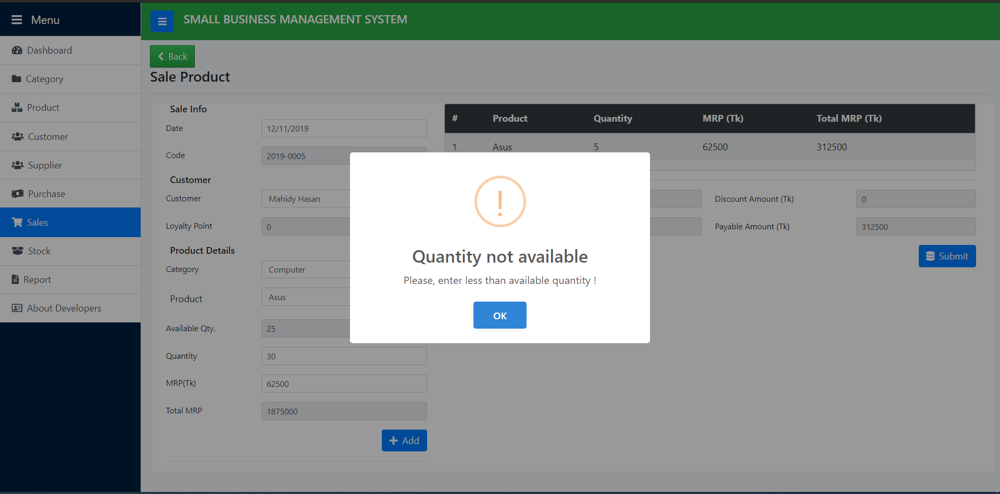 Menu
SMALL BUSINESS MANAGEMENT SYSTEM
Dashboard
Category
Product
Customer
Supplier
Purchase
Sales
Stock
Report
About Developers
Back
Sale Product
Sale Info
Date 12/11/2019
Code 2019-0005
Customer
Customer Mahidy Hasan
Loyalty Point 0
Product Details
Category Computer
Product Asus
Available Qty. 25
Quantity 30
MRP(Tk) 62500
Total MRP 1875000
Add
# Product Quantity MRP (Tk) Total MRP (Tk)
1 Asus 5 62500 312500
Discount Amount (Tk) 0
Payable Amount (Tk) 312500
Submit
!
Quantity not available
Please, enter less than available quantity !
OK